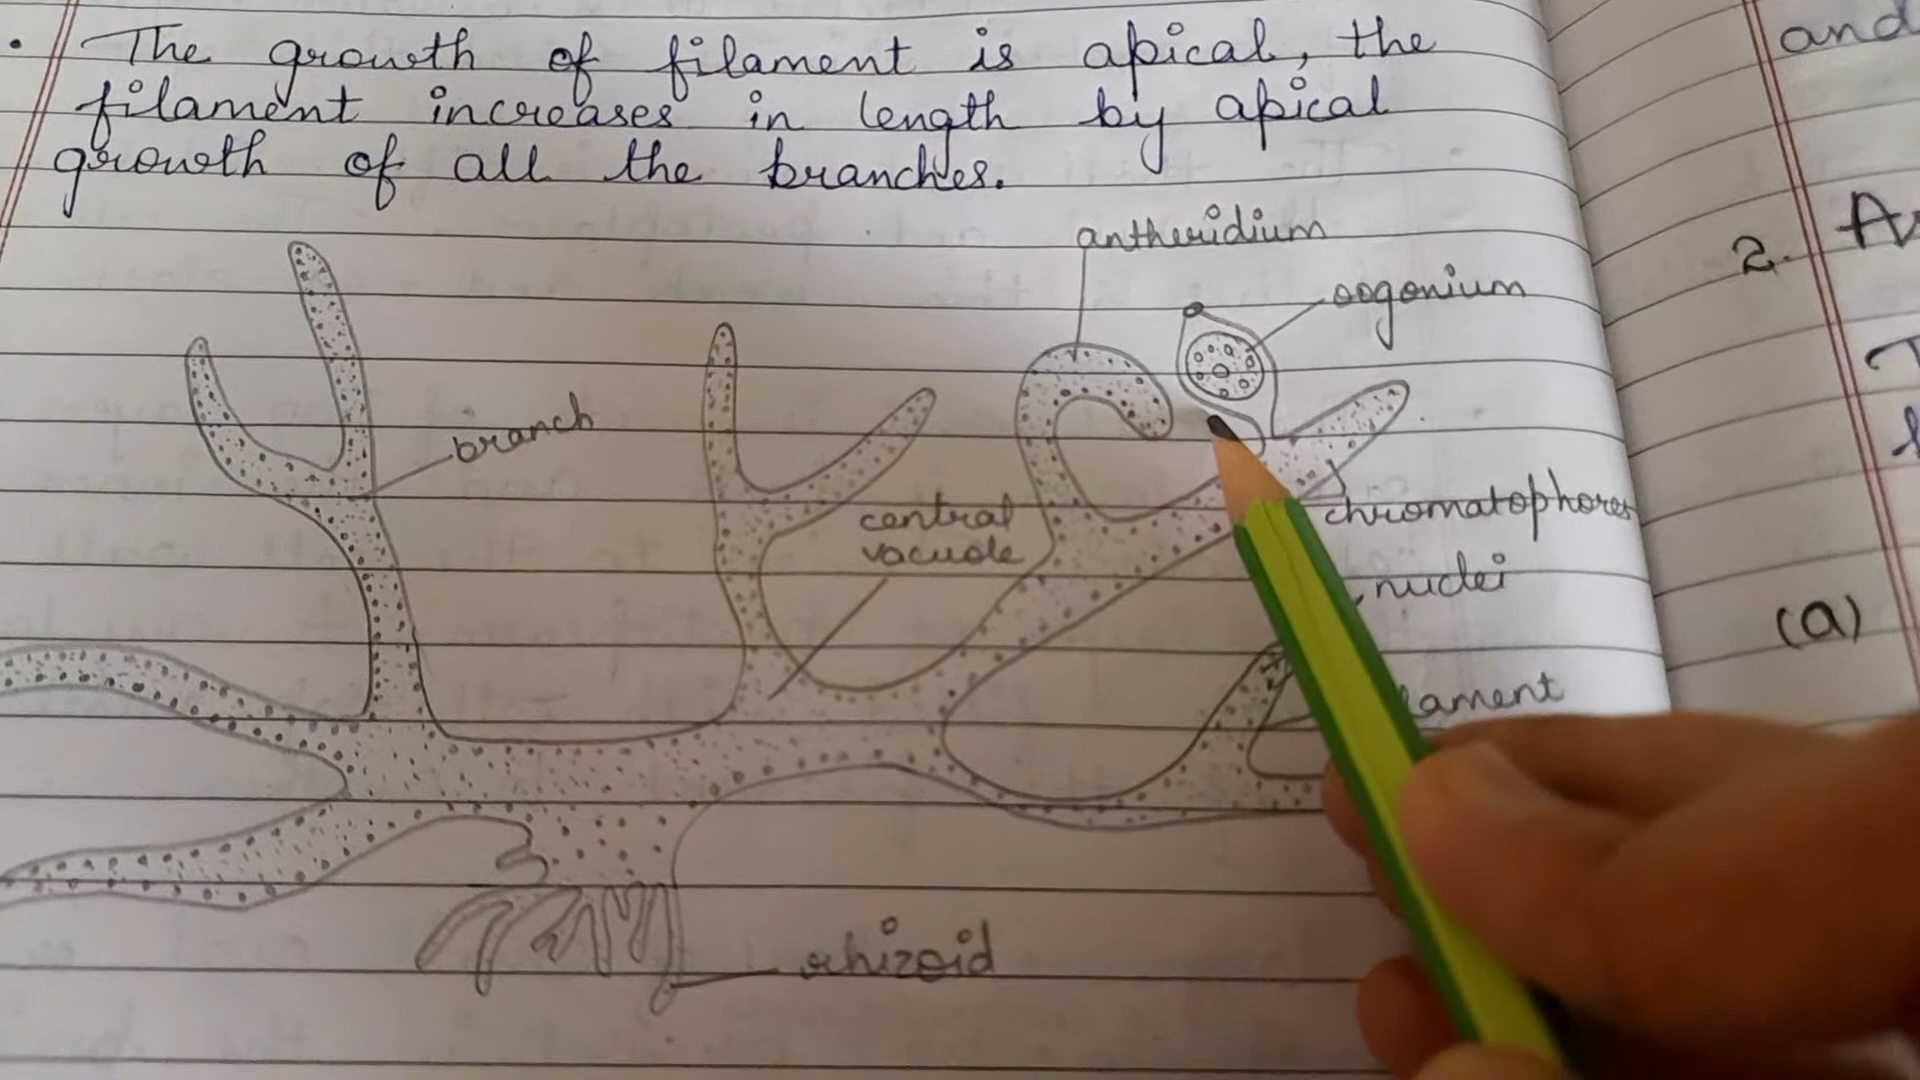 The growth of filament is apical, the
filament increases in length by apical
growth of all the branches.
antheridium
oogonium
branch
central
vacuole
chromatophores
nuclei
lament
rhizoid
and
2.
(a)